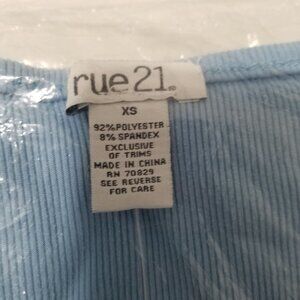 rue21.
XS
92%POLYESTER
8% SPANDEX
EXCLUSIVE
OF TRIMS
MADE IN CHINA
RN 70829
SEE REVERSE
FOR CARE